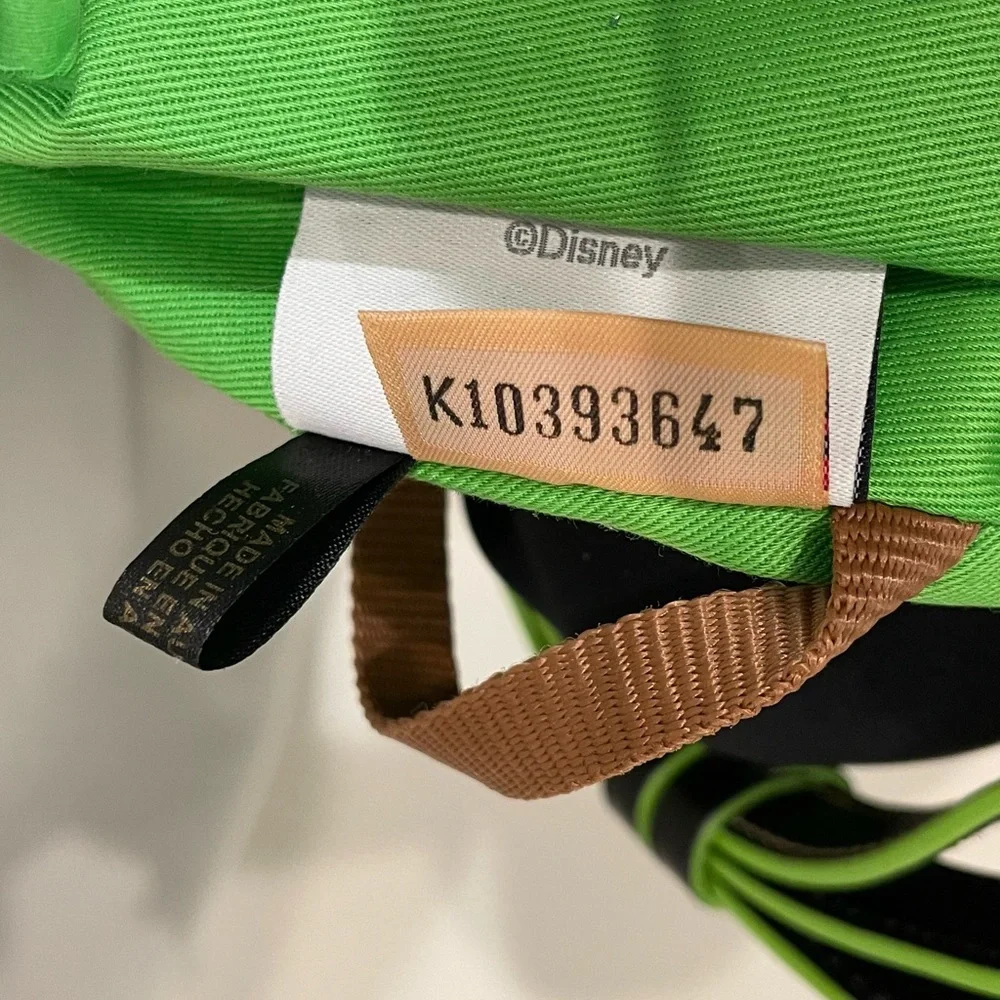 ©Disney
K10393647
MADE IN
FABRIQUE EN
HECHO EN